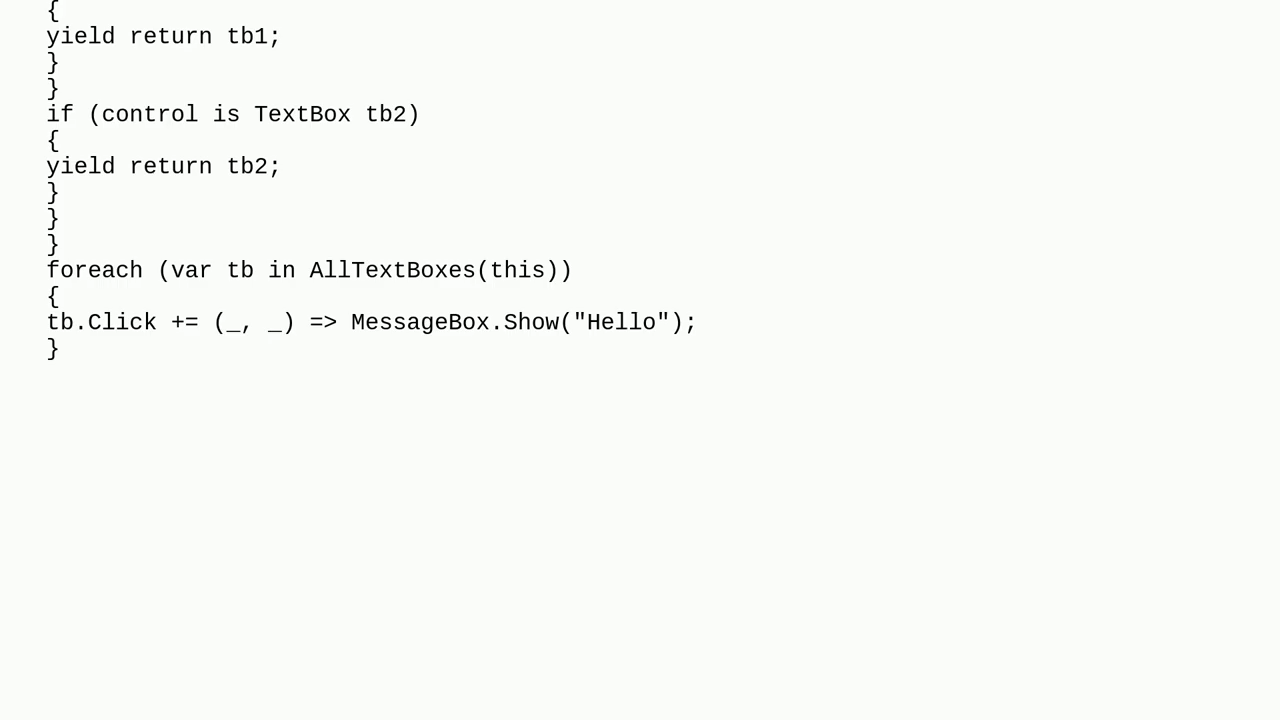 {
yield return tb1;
}
}
if (control is TextBox tb2)
{
yield return tb2;
}
}
}
foreach (var tb in AllTextBoxes(this))
{
tb.Click += (_, _) => MessageBox.Show("Hello");
}